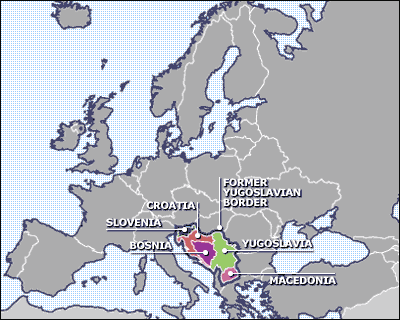 FORMER
YUGOSLAVIAN
BORDER
CROATIA
SLOVENIA
BOSNIA
YUGOSLAVIA
MACEDONIA